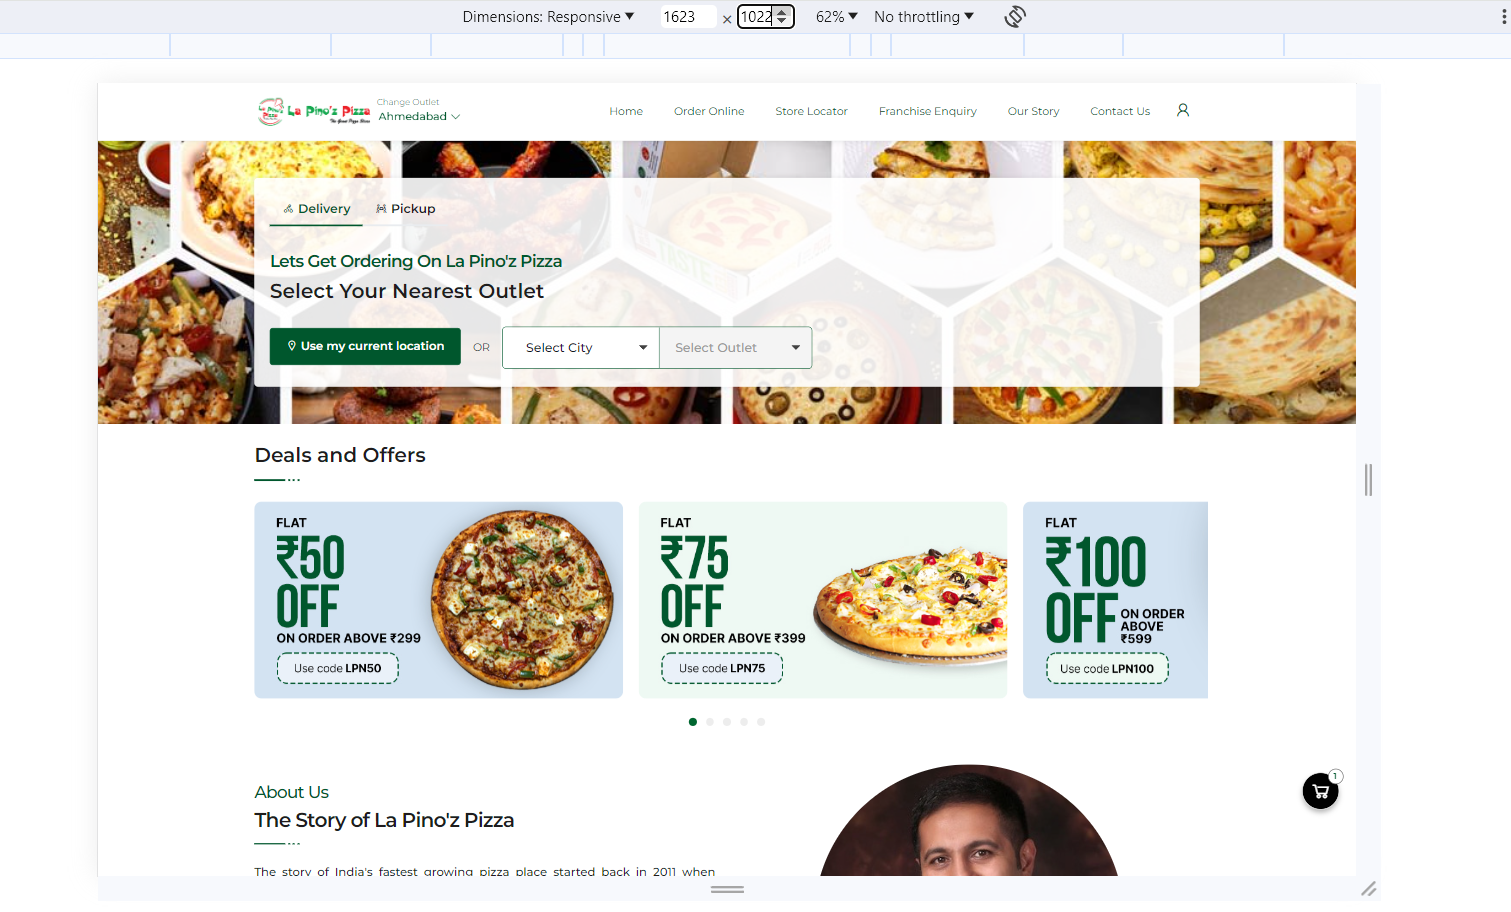 Dimensions: Responsive ▼ 1623 × 1022 62% ▼ No throttling ▼
La Pino'z Pizza
Change Outlet
Ahmedabad
Home Order Online Store Locator Franchise Enquiry Our Story Contact Us
Delivery Pickup
Lets Get Ordering On La Pino'z Pizza
Select Your Nearest Outlet
Use my current location OR Select City Select Outlet
Deals and Offers
FLAT
₹50
OFF
ON ORDER ABOVE ₹299
Use code LPN50
FLAT
₹75
OFF
ON ORDER ABOVE ₹399
Use code LPN75
FLAT
₹100
OFF
ON ORDER
ABOVE
₹599
Use code LPN100
1
About Us
The Story of La Pino'z Pizza
The story of India's fastest growing pizza place started back in 2011 when